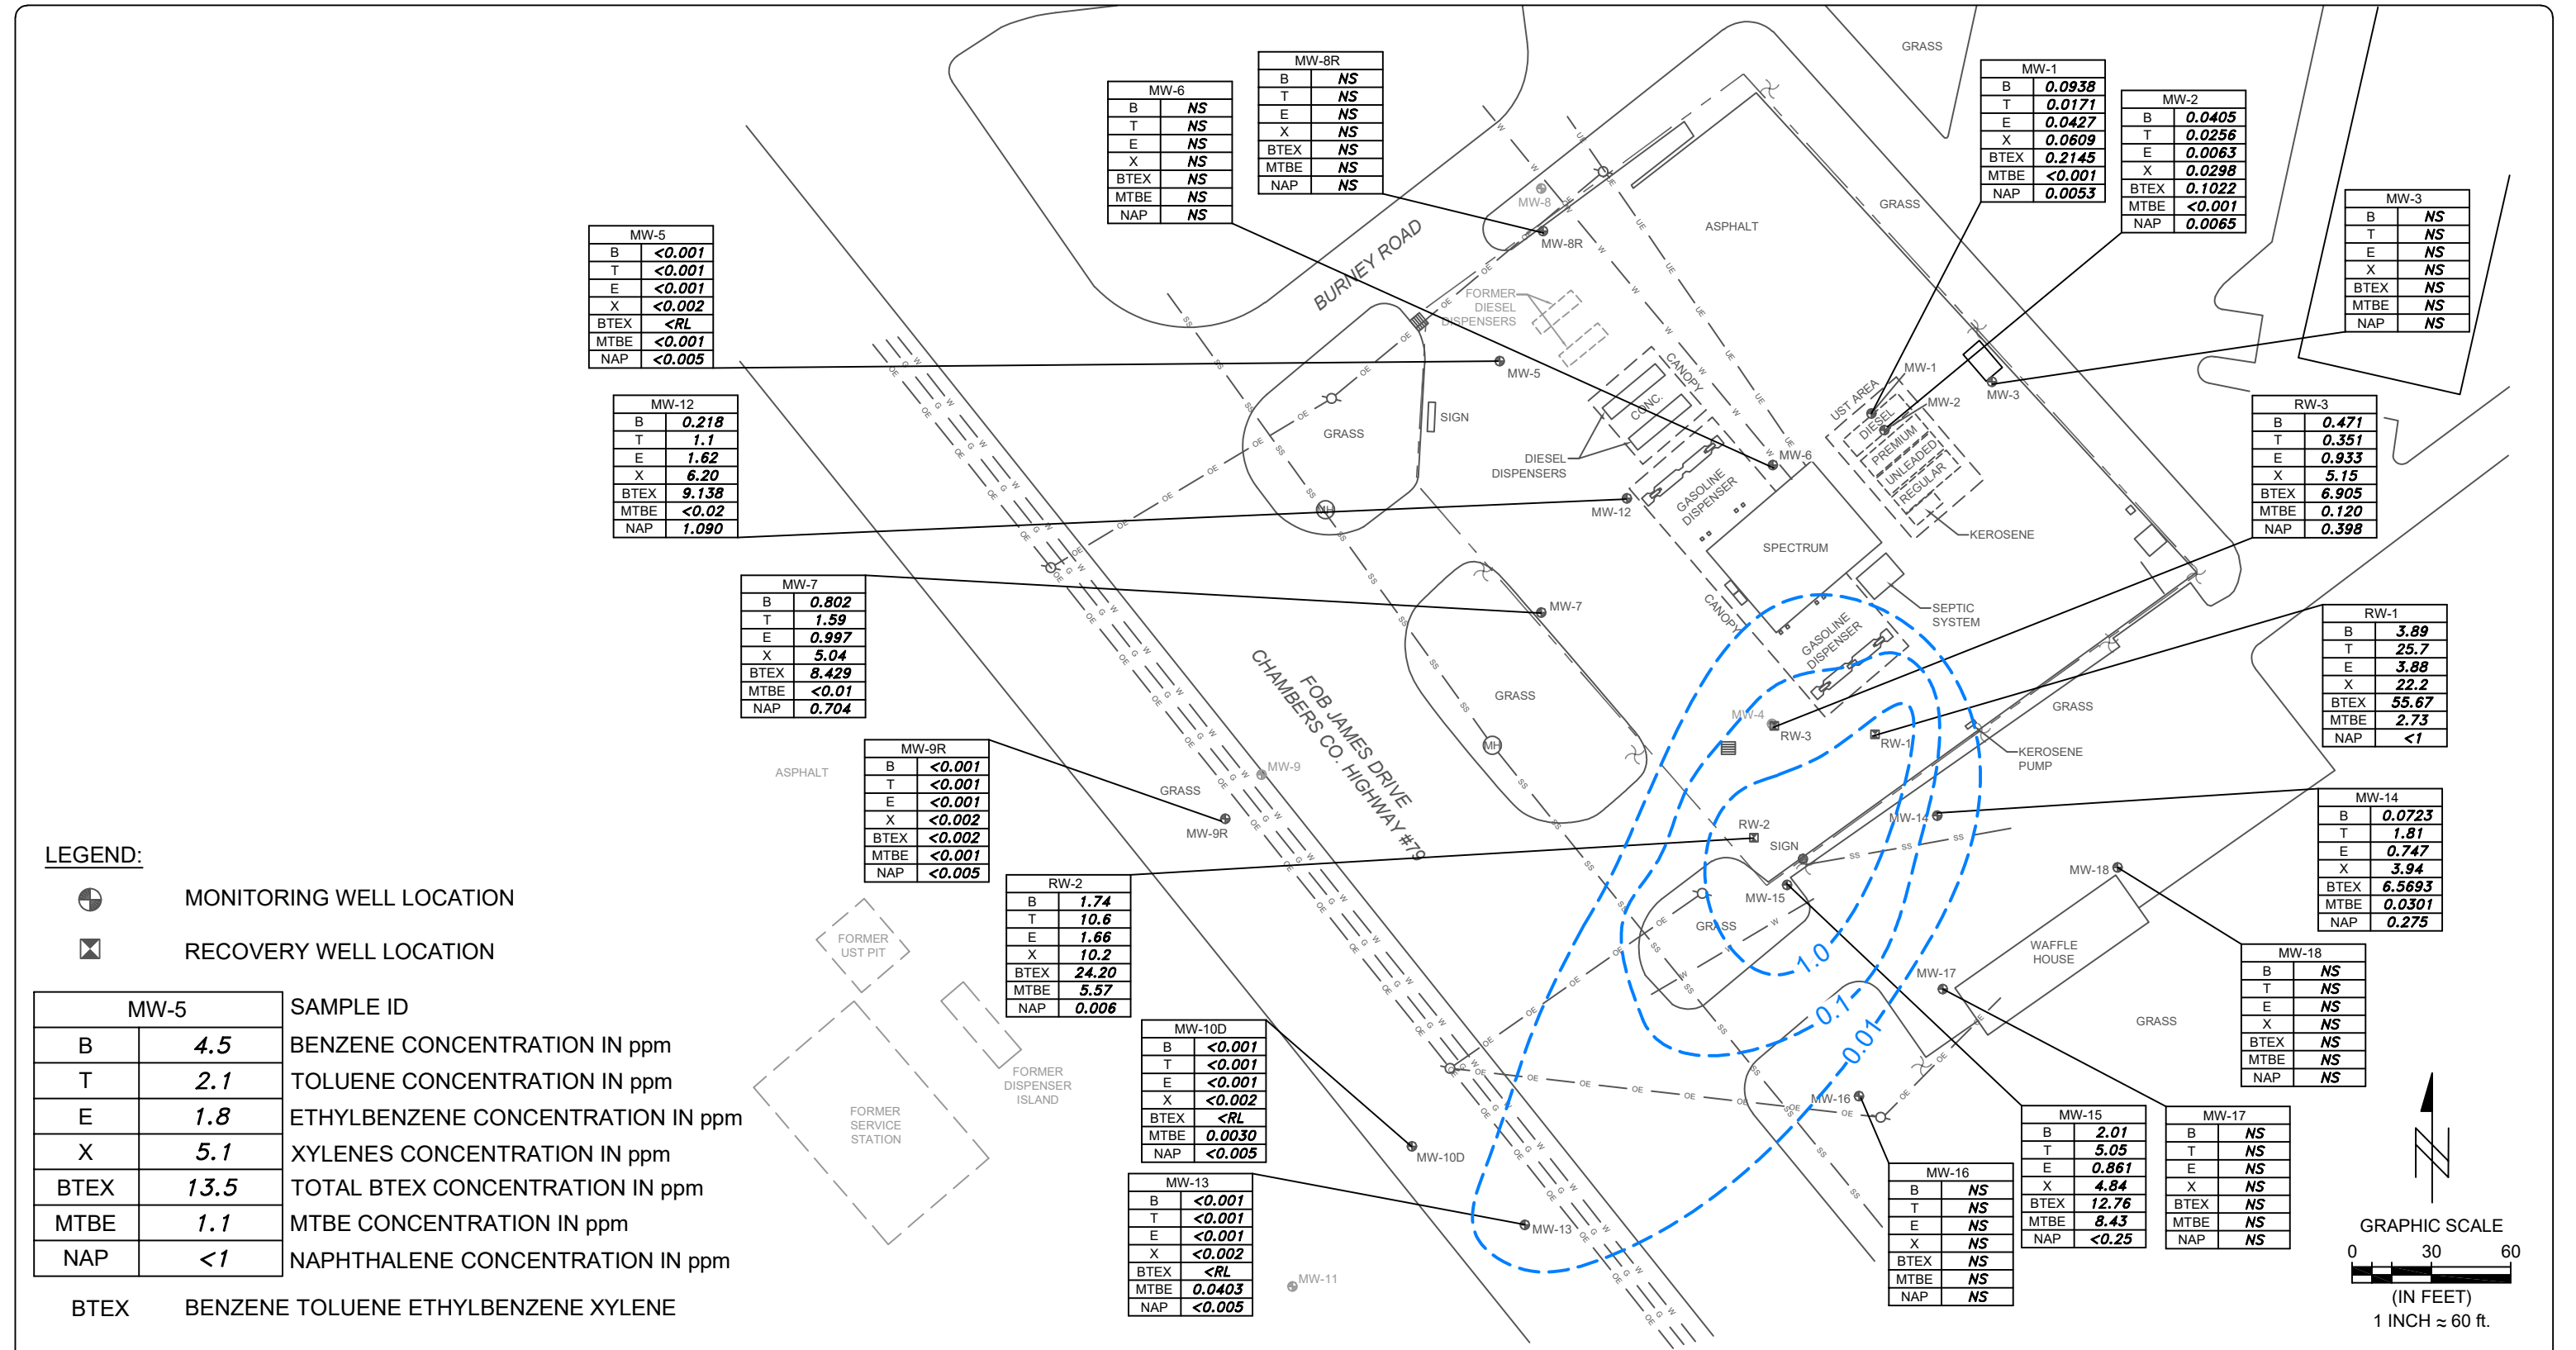 MW-8R
B NS
T NS
E NS
X NS
BTEX NS
MTBE NS
NAP NS
MW-6
B NS
T NS
E NS
X NS
BTEX NS
MTBE NS
NAP NS
MW-1
B 0.0938
T 0.0171
E 0.0427
X 0.0609
BTEX 0.2145
MTBE <0.001
NAP 0.0053
MW-2
B 0.0405
T 0.0256
E 0.0063
X 0.0298
BTEX 0.1022
MTBE <0.001
NAP 0.0065
MW-3
B NS
T NS
E NS
X NS
BTEX NS
MTBE NS
NAP NS
MW-5
B <0.001
T <0.001
E <0.001
X <0.002
BTEX <RL
MTBE <0.001
NAP <0.005
MW-12
B 0.218
T 1.1
E 1.62
X 6.20
BTEX 9.138
MTBE <0.02
NAP 1.090
RW-3
B 0.471
T 0.351
E 0.933
X 5.15
BTEX 6.905
MTBE 0.120
NAP 0.398
MW-7
B 0.802
T 1.59
E 0.997
X 5.04
BTEX 8.429
MTBE <0.01
NAP 0.704
RW-1
B 3.89
T 25.7
E 3.88
X 22.2
BTEX 55.67
MTBE 2.73
NAP <1
MW-9R
B <0.001
T <0.001
E <0.001
X <0.002
BTEX <0.002
MTBE <0.001
NAP <0.005
MW-14
B 0.0723
T 1.81
E 0.747
X 3.94
BTEX 6.5693
MTBE 0.0301
NAP 0.275
RW-2
B 1.74
T 10.6
E 1.66
X 10.2
BTEX 24.20
MTBE 5.57
NAP 0.006
MW-18
B NS
T NS
E NS
X NS
BTEX NS
MTBE NS
NAP NS
MW-10D
B <0.001
T <0.001
E <0.001
X <0.002
BTEX <RL
MTBE 0.0030
NAP <0.005
MW-13
B <0.001
T <0.001
E <0.001
X <0.002
BTEX <RL
MTBE 0.0403
NAP <0.005
MW-16
B NS
T NS
E NS
X NS
BTEX NS
MTBE NS
NAP NS
MW-15
B 2.01
T 5.05
E 0.861
X 4.84
BTEX 12.76
MTBE 8.43
NAP <0.25
MW-17
B NS
T NS
E NS
X NS
BTEX NS
MTBE NS
NAP NS
GRASS
GRASS
ASPHALT
MW-8
MW-8R
BURNEY ROAD
FORMER
DIESEL
DISPENSERS
MW-5
CANOPY
CONC.
SIGN
GRASS
DIESEL
DISPENSERS
MW-12
GASOLINE
DISPENSER
MW-6
UST AREA
MW-1
MW-2
MW-3
DIESEL
PREMIUM
UNLEADED
REGULAR
KEROSENE
SPECTRUM
SEPTIC
SYSTEM
CANOPY
GASOLINE
DISPENSER
MW-7
GRASS
FOB JAMES DRIVE
CHAMBERS CO. HIGHWAY #79
MW-4
RW-3
RW-1
GRASS
KEROSENE
PUMP
MH
MH
MW-9
GRASS
MW-9R
ASPHALT
RW-2
SIGN
MW-14
MW-15
GRASS
MW-18
WAFFLE
HOUSE
MW-17
GRASS
1.0
0.1
0.01
MW-16
FORMER
UST PIT
FORMER
DISPENSER
ISLAND
FORMER
SERVICE
STATION
MW-10D
MW-13
MW-11
LEGEND:
MONITORING WELL LOCATION
RECOVERY WELL LOCATION
MW-5 SAMPLE ID
B 4.5 BENZENE CONCENTRATION IN ppm
T 2.1 TOLUENE CONCENTRATION IN ppm
E 1.8 ETHYLBENZENE CONCENTRATION IN ppm
X 5.1 XYLENES CONCENTRATION IN ppm
BTEX 13.5 TOTAL BTEX CONCENTRATION IN ppm
MTBE 1.1 MTBE CONCENTRATION IN ppm
NAP <1 NAPHTHALENE CONCENTRATION IN ppm
BTEX BENZENE TOLUENE ETHYLBENZENE XYLENE
GRAPHIC SCALE
0 30 60
(IN FEET)
1 INCH ≈ 60 ft.